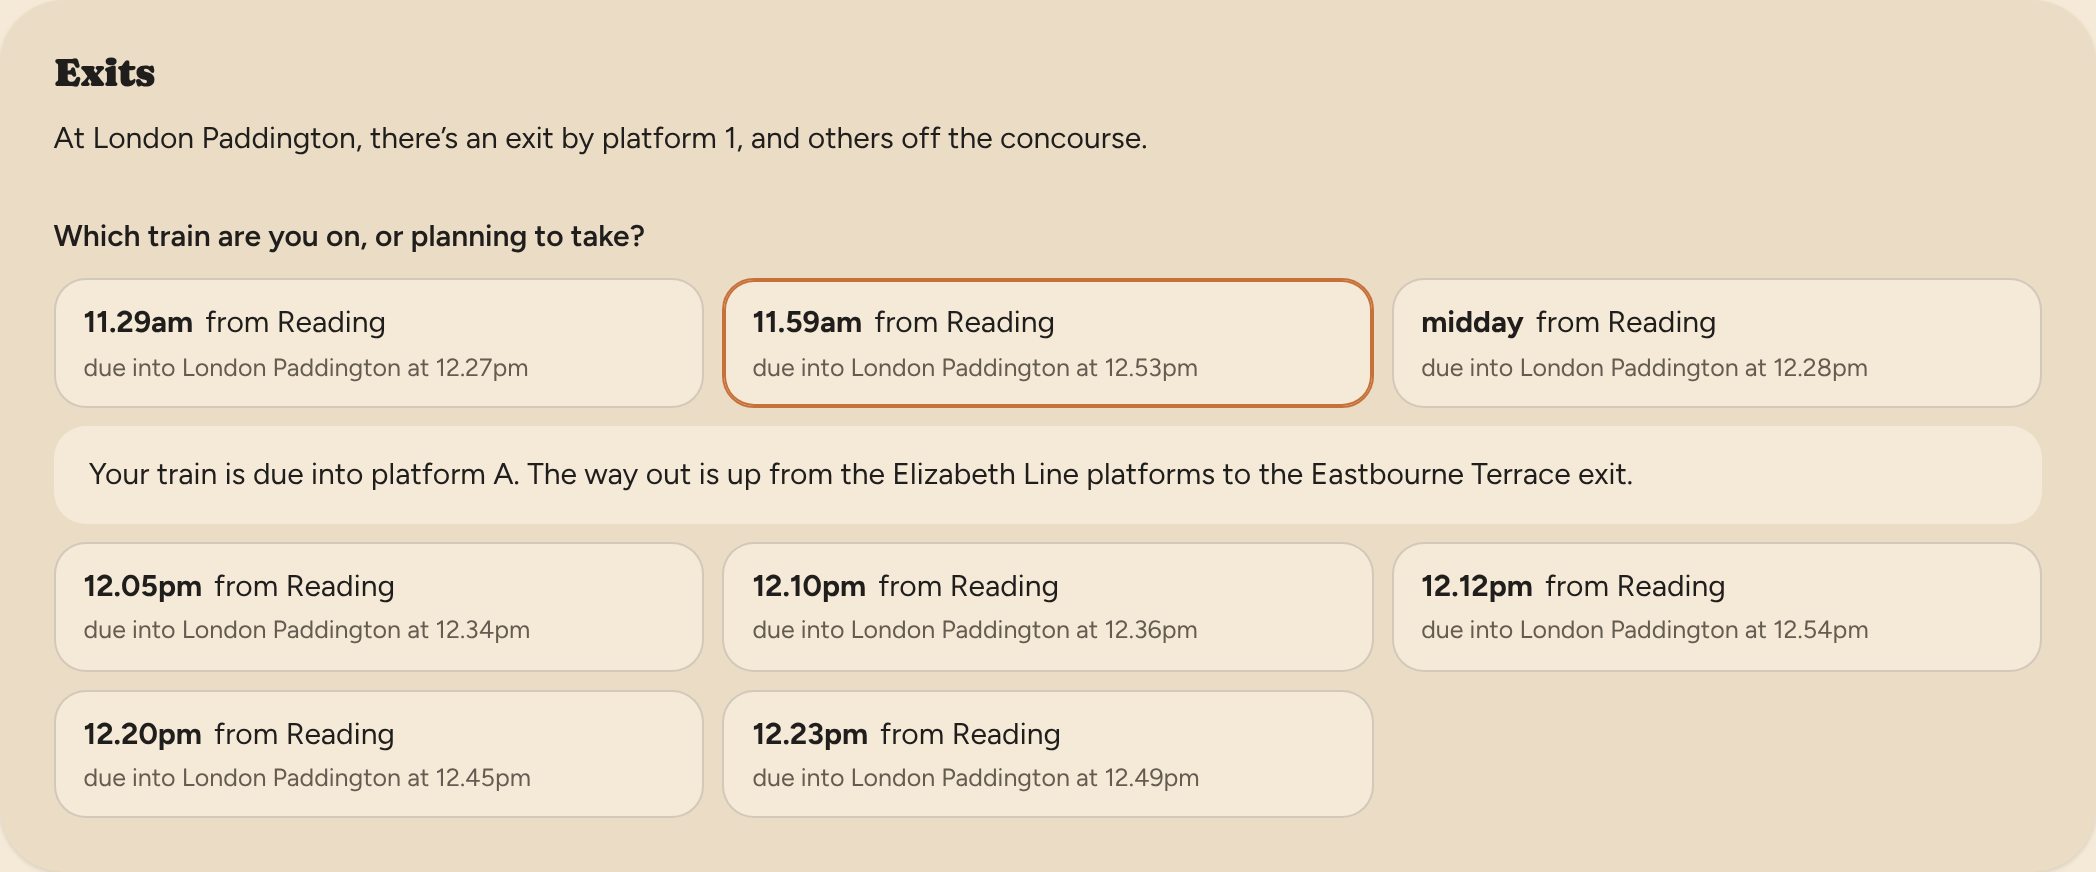 Exits
At London Paddington, there’s an exit by platform 1, and others off the concourse.
Which train are you on, or planning to take?
11.29am from Reading
due into London Paddington at 12.27pm
11.59am from Reading
due into London Paddington at 12.53pm
midday from Reading
due into London Paddington at 12.28pm
Your train is due into platform A. The way out is up from the Elizabeth Line platforms to the Eastbourne Terrace exit.
12.05pm from Reading
due into London Paddington at 12.34pm
12.10pm from Reading
due into London Paddington at 12.36pm
12.12pm from Reading
due into London Paddington at 12.54pm
12.20pm from Reading
due into London Paddington at 12.45pm
12.23pm from Reading
due into London Paddington at 12.49pm